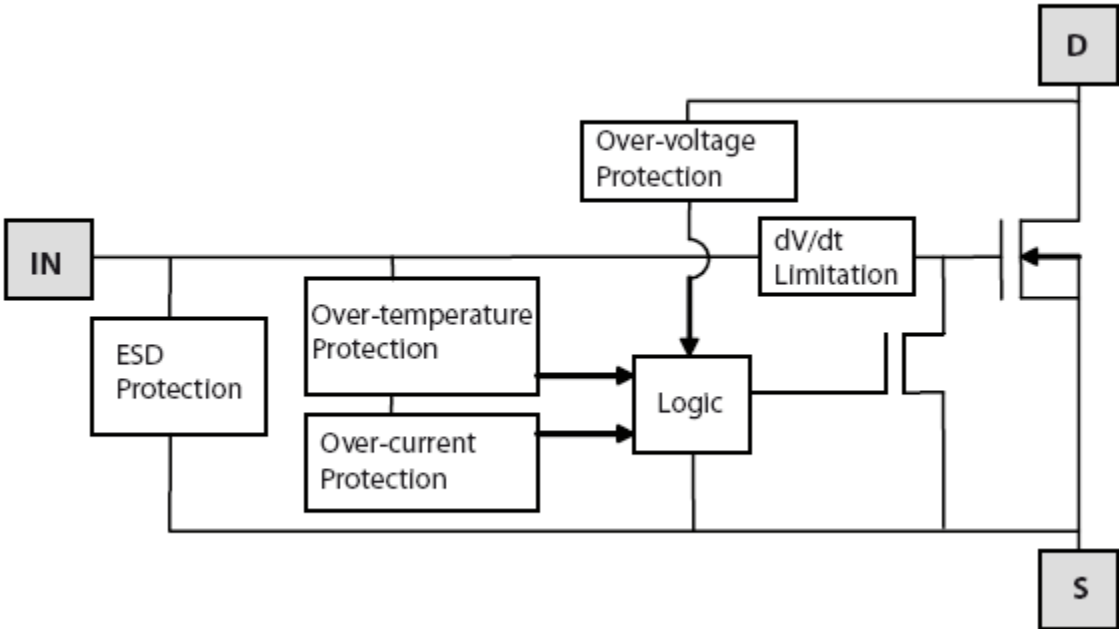 D
Over-voltage
Protection
IN
dV/dt
Limitation
Over-temperature
Protection
ESD
Protection
Logic
Over-current
Protection
S